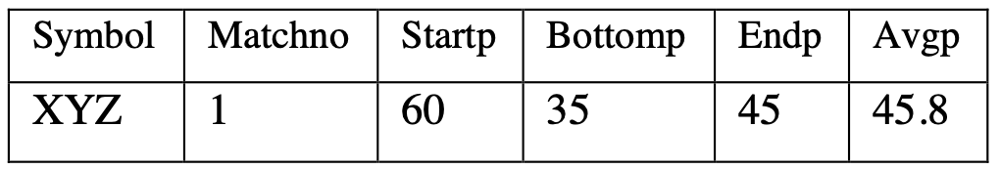 Symbol Matchno Startp Bottomp Endp Avgp
XYZ 1 60 35 45 45.8